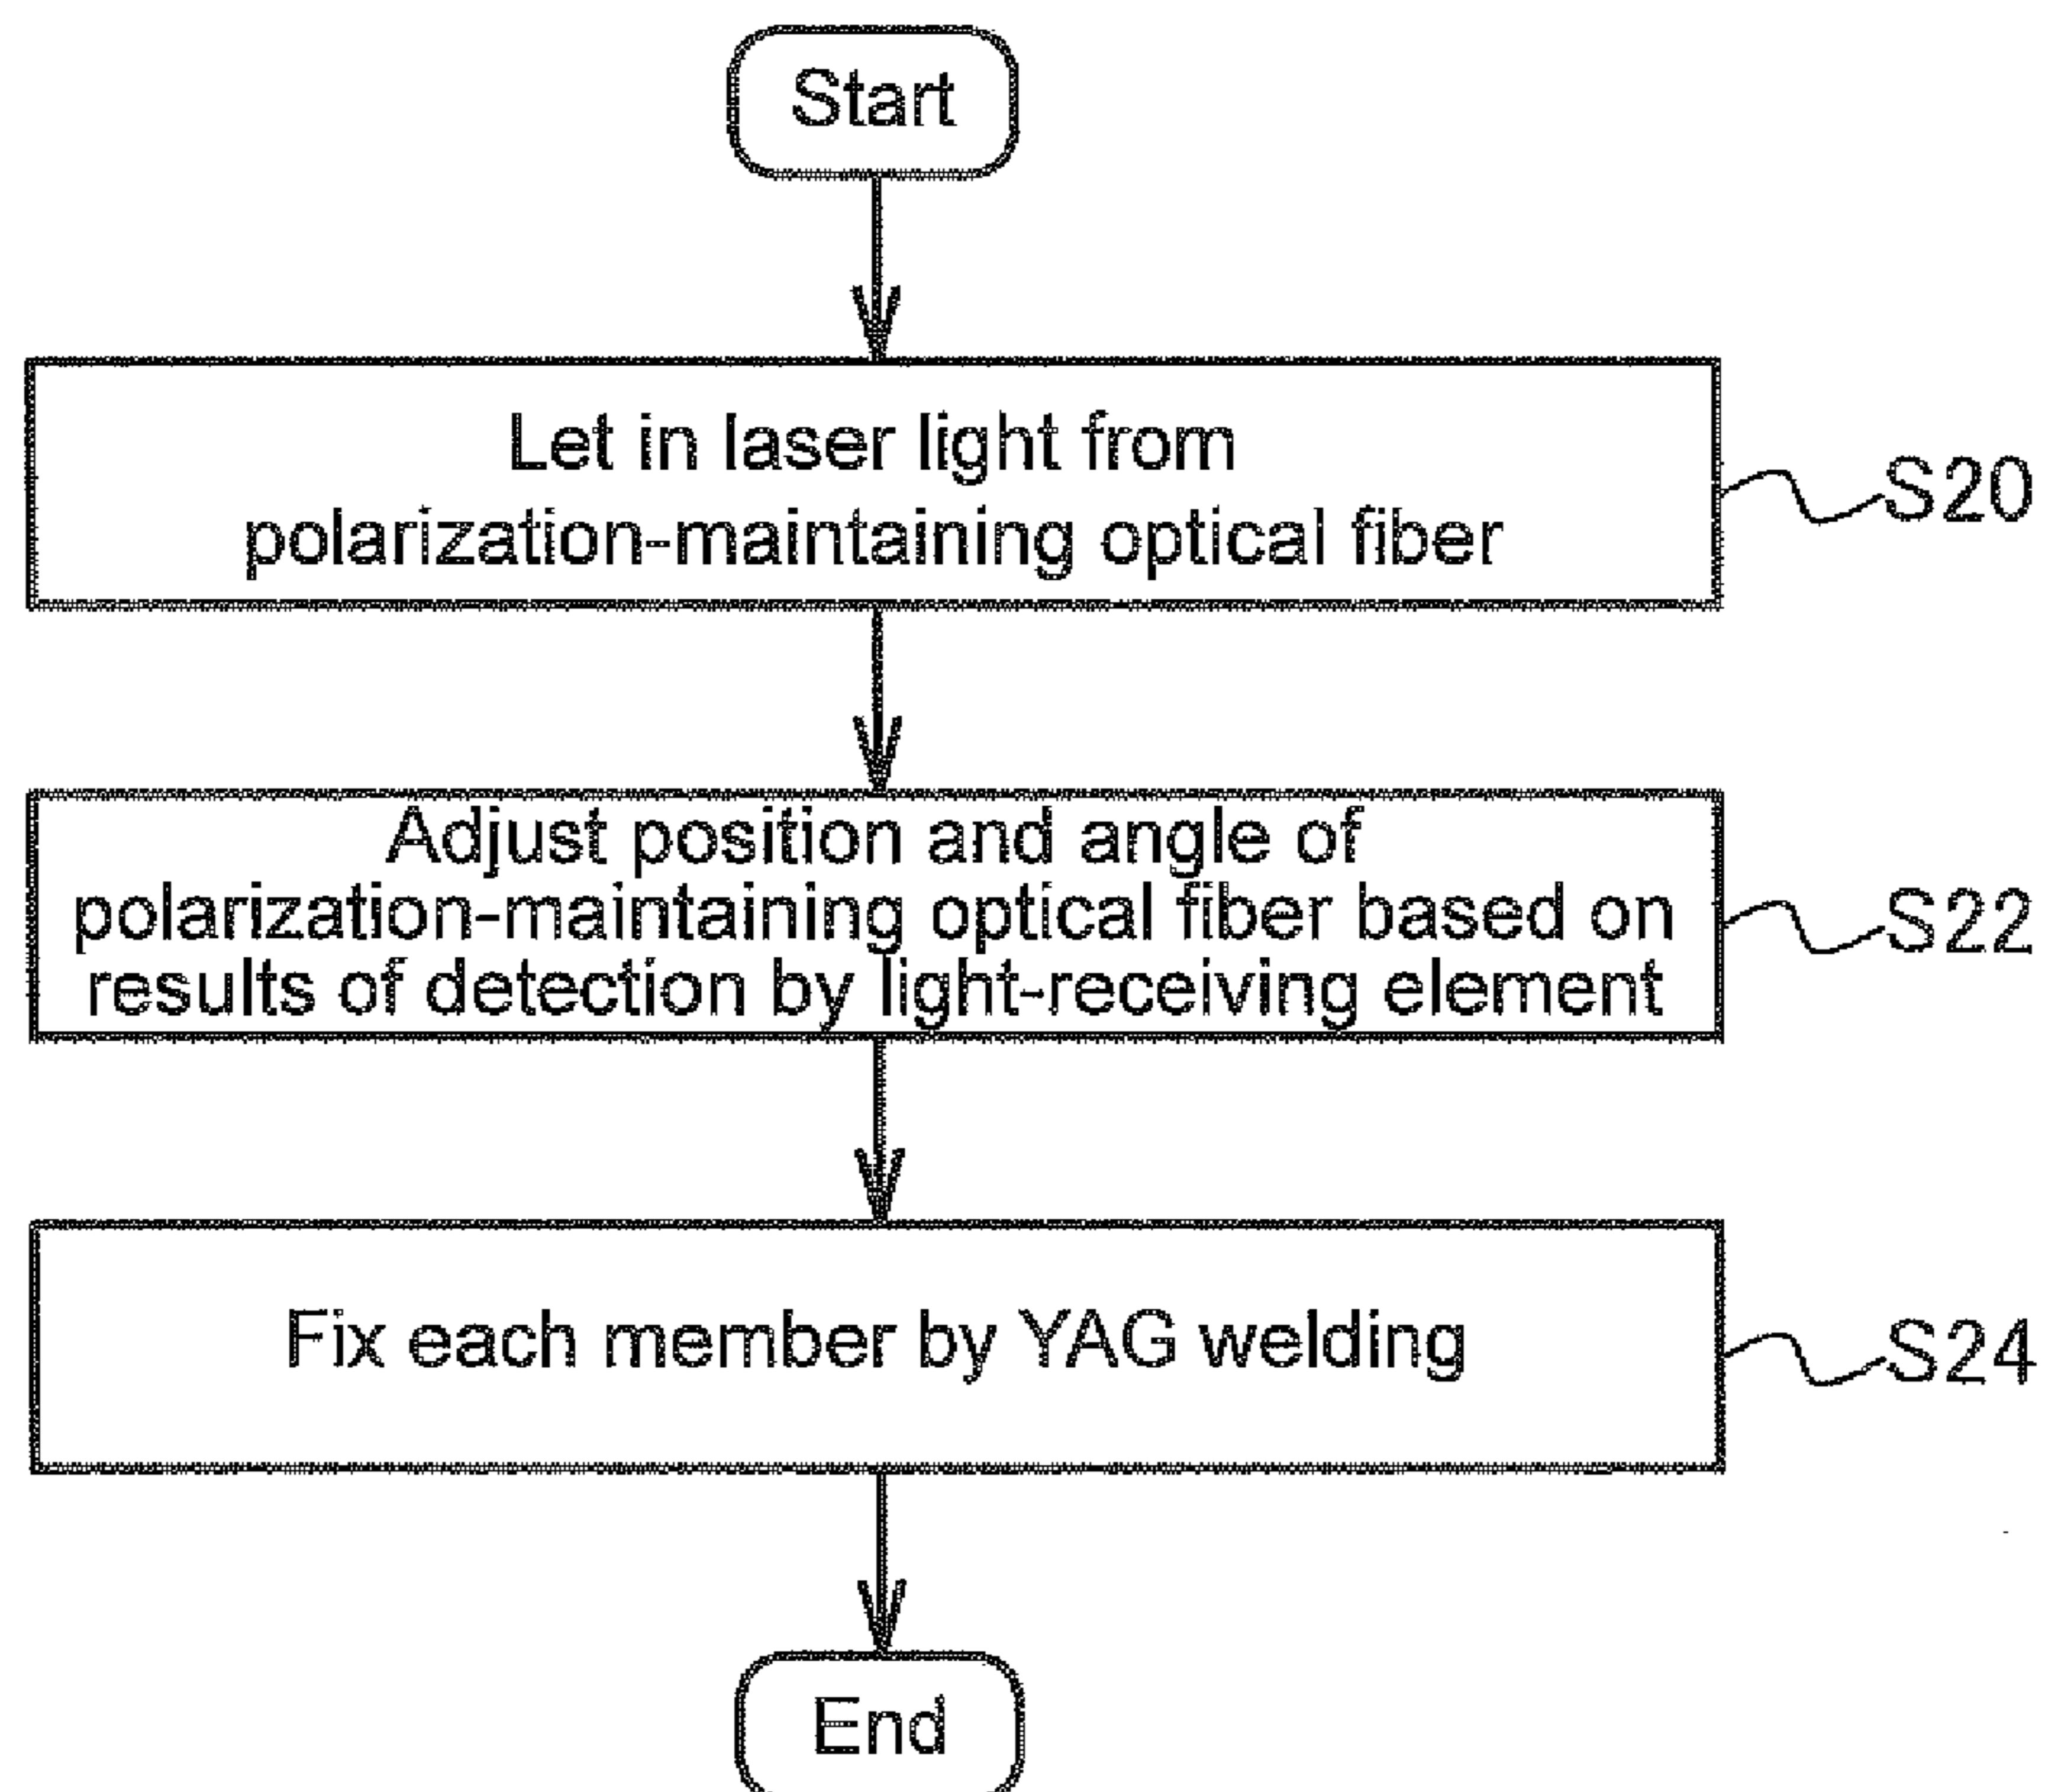 Start
Let in laser light from
polarization-maintaining optical fiber
S20
Adjust position and angle of
polarization-maintaining optical fiber based on
results of detection by light-receiving element
S22
Fix each member by YAG welding
S24
End